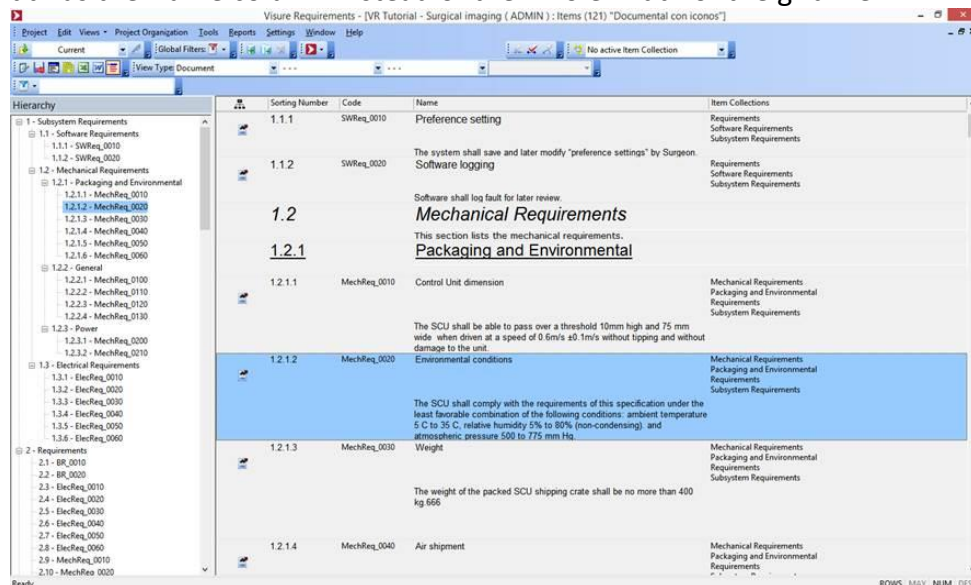 Visure Requirements - [VR Tutorial - Surgical imaging ( ADMIN ) : Items (121) "Documental con iconos"]
Project Edit Views Project Organization Tools Reports Settings Window Help
Current Global Filters: No active Item Collection
View Type: Document
Hierarchy
1 - Subsystem Requirements
1.1 - Software Requirements
1.1.1 - SWReq_0010
1.1.2 - SWReq_0020
1.2 - Mechanical Requirements
1.2.1 - Packaging and Environmental
1.2.1.1 - MechReq_0010
1.2.1.2 - MechReq_0020
1.2.1.3 - MechReq_0030
1.2.1.4 - MechReq_0040
1.2.1.5 - MechReq_0050
1.2.1.6 - MechReq_0060
1.2.2 - General
1.2.2.1 - MechReq_0100
1.2.2.2 - MechReq_0110
1.2.2.3 - MechReq_0120
1.2.2.4 - MechReq_0130
1.2.3 - Power
1.2.3.1 - MechReq_0200
1.2.3.2 - MechReq_0210
1.3 - Electrical Requirements
1.3.1 - ElecReq_0010
1.3.2 - ElecReq_0020
1.3.3 - ElecReq_0030
1.3.4 - ElecReq_0040
1.3.5 - ElecReq_0050
1.3.6 - ElecReq_0060
2 - Requirements
2.1 - BR_0010
2.2 - BR_0020
2.3 - ElecReq_0010
2.4 - ElecReq_0020
2.5 - ElecReq_0030
2.6 - ElecReq_0040
2.7 - ElecReq_0050
2.8 - ElecReq_0060
2.9 - MechReq_0010
2.10 - MechReq_0020
Sorting Number Code Name Item Collections
1.1.1 SWReq_0010 Preference setting Requirements
Software Requirements
Subsystem Requirements
The system shall save and later modify "preference settings" by Surgeon.
1.1.2 SWReq_0020 Software logging Requirements
Software Requirements
Subsystem Requirements
Software shall log fault for later review.
1.2 Mechanical Requirements
This section lists the mechanical requirements.
1.2.1 Packaging and Environmental
1.2.1.1 MechReq_0010 Control Unit dimension Mechanical Requirements
Packaging and Environmental
Requirements
Subsystem Requirements
The SCU shall be able to pass over a threshold 10mm high and 75 mm
wide when driven at a speed of 0.6m/s ±0.1m/s without tipping and without
damage to the unit.
1.2.1.2 MechReq_0020 Environmental conditions Mechanical Requirements
Packaging and Environmental
Requirements
Subsystem Requirements
The SCU shall comply with the requirements of this specification under the
least favorable combination of the following conditions: ambient temperature
5 C to 35 C, relative humidity 5% to 80% (non-condensing). and
atmospheric pressure 500 to 775 mm Hg.
1.2.1.3 MechReq_0030 Weight Mechanical Requirements
Packaging and Environmental
Requirements
Subsystem Requirements
The weight of the packed SCU shipping crate shall be no more than 400
kg.666
1.2.1.4 MechReq_0040 Air shipment Mechanical Requirements
Packaging and Environmental
Requirements
Ready ROWS MAY NUM DES